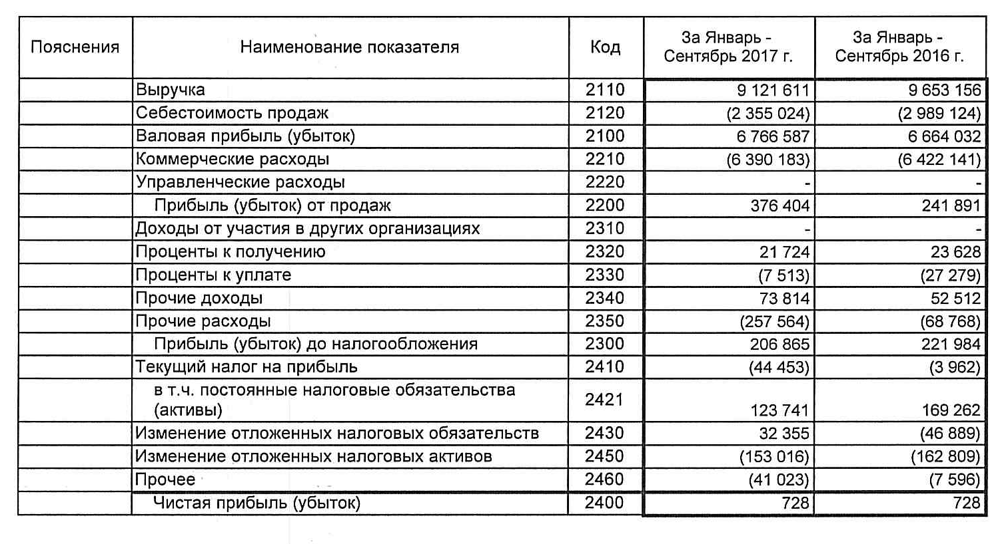 Пояснения Наименование показателя Код За Январь - Сентябрь 2017 г. За Январь - Сентябрь 2016 г.
Выручка 2110 9 121 611 9 653 156
Себестоимость продаж 2120 (2 355 024) (2 989 124)
Валовая прибыль (убыток) 2100 6 766 587 6 664 032
Коммерческие расходы 2210 (6 390 183) (6 422 141)
Управленческие расходы 2220 - -
Прибыль (убыток) от продаж 2200 376 404 241 891
Доходы от участия в других организациях 2310 - -
Проценты к получению 2320 21 724 23 628
Проценты к уплате 2330 (7 513) (27 279)
Прочие доходы 2340 73 814 52 512
Прочие расходы 2350 (257 564) (68 768)
Прибыль (убыток) до налогообложения 2300 206 865 221 984
Текущий налог на прибыль 2410 (44 453) (3 962)
в т.ч. постоянные налоговые обязательства
(активы) 2421 123 741 169 262
Изменение отложенных налоговых обязательств 2430 32 355 (46 889)
Изменение отложенных налоговых активов 2450 (153 016) (162 809)
Прочее 2460 (41 023) (7 596)
Чистая прибыль (убыток) 2400 728 728